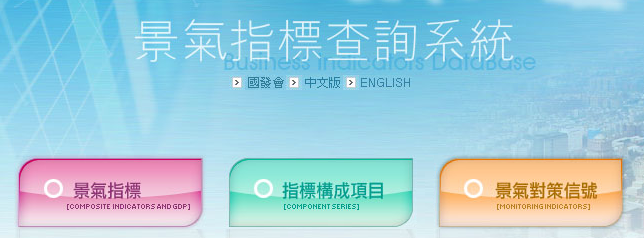 景氣指標查詢系統
Business Indicators DataBase
國發會 中文版 ENGLISH
景氣指標 指標構成項目 景氣對策信號
[COMPOSITE INDICATORS AND GDP] [COMPONENT SERIES] [MONITORING INDICATORS]